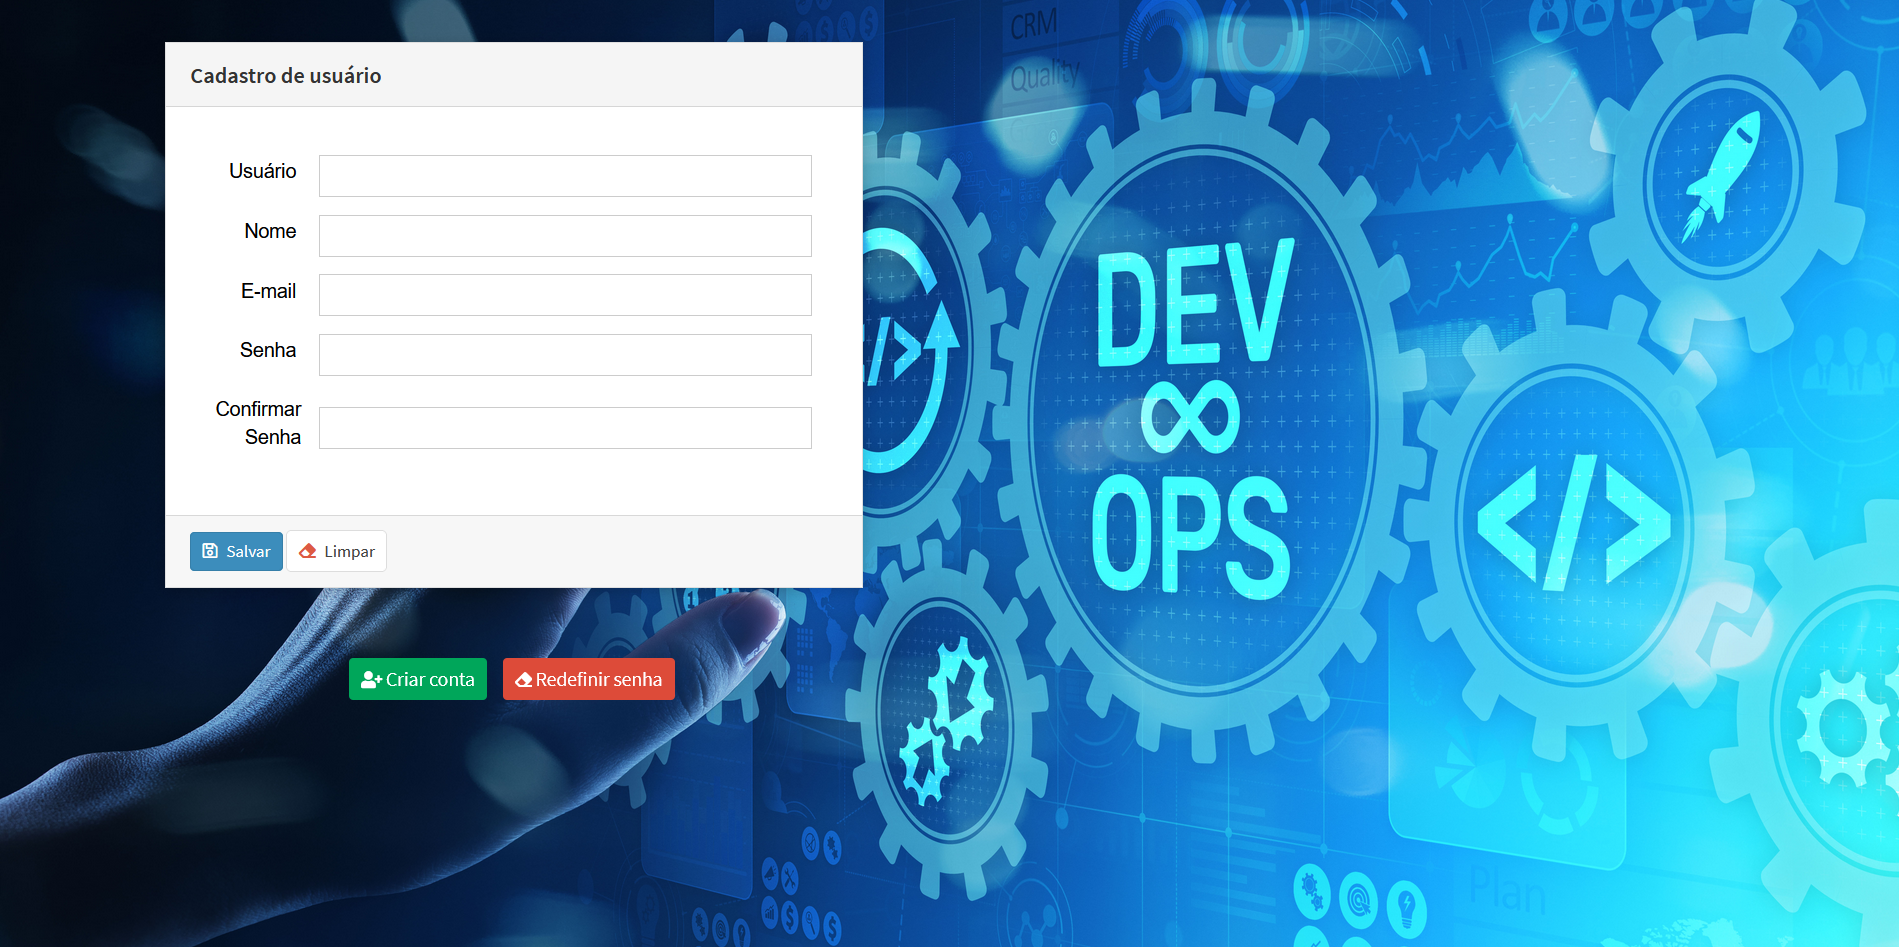 Cadastro de usuário
Usuário
Nome
E-mail
Senha
Confirmar
Senha
Salvar
Limpar
Criar conta
Redefinir senha
CRM
Quality
DEV
OPS
</>
</>
Plan